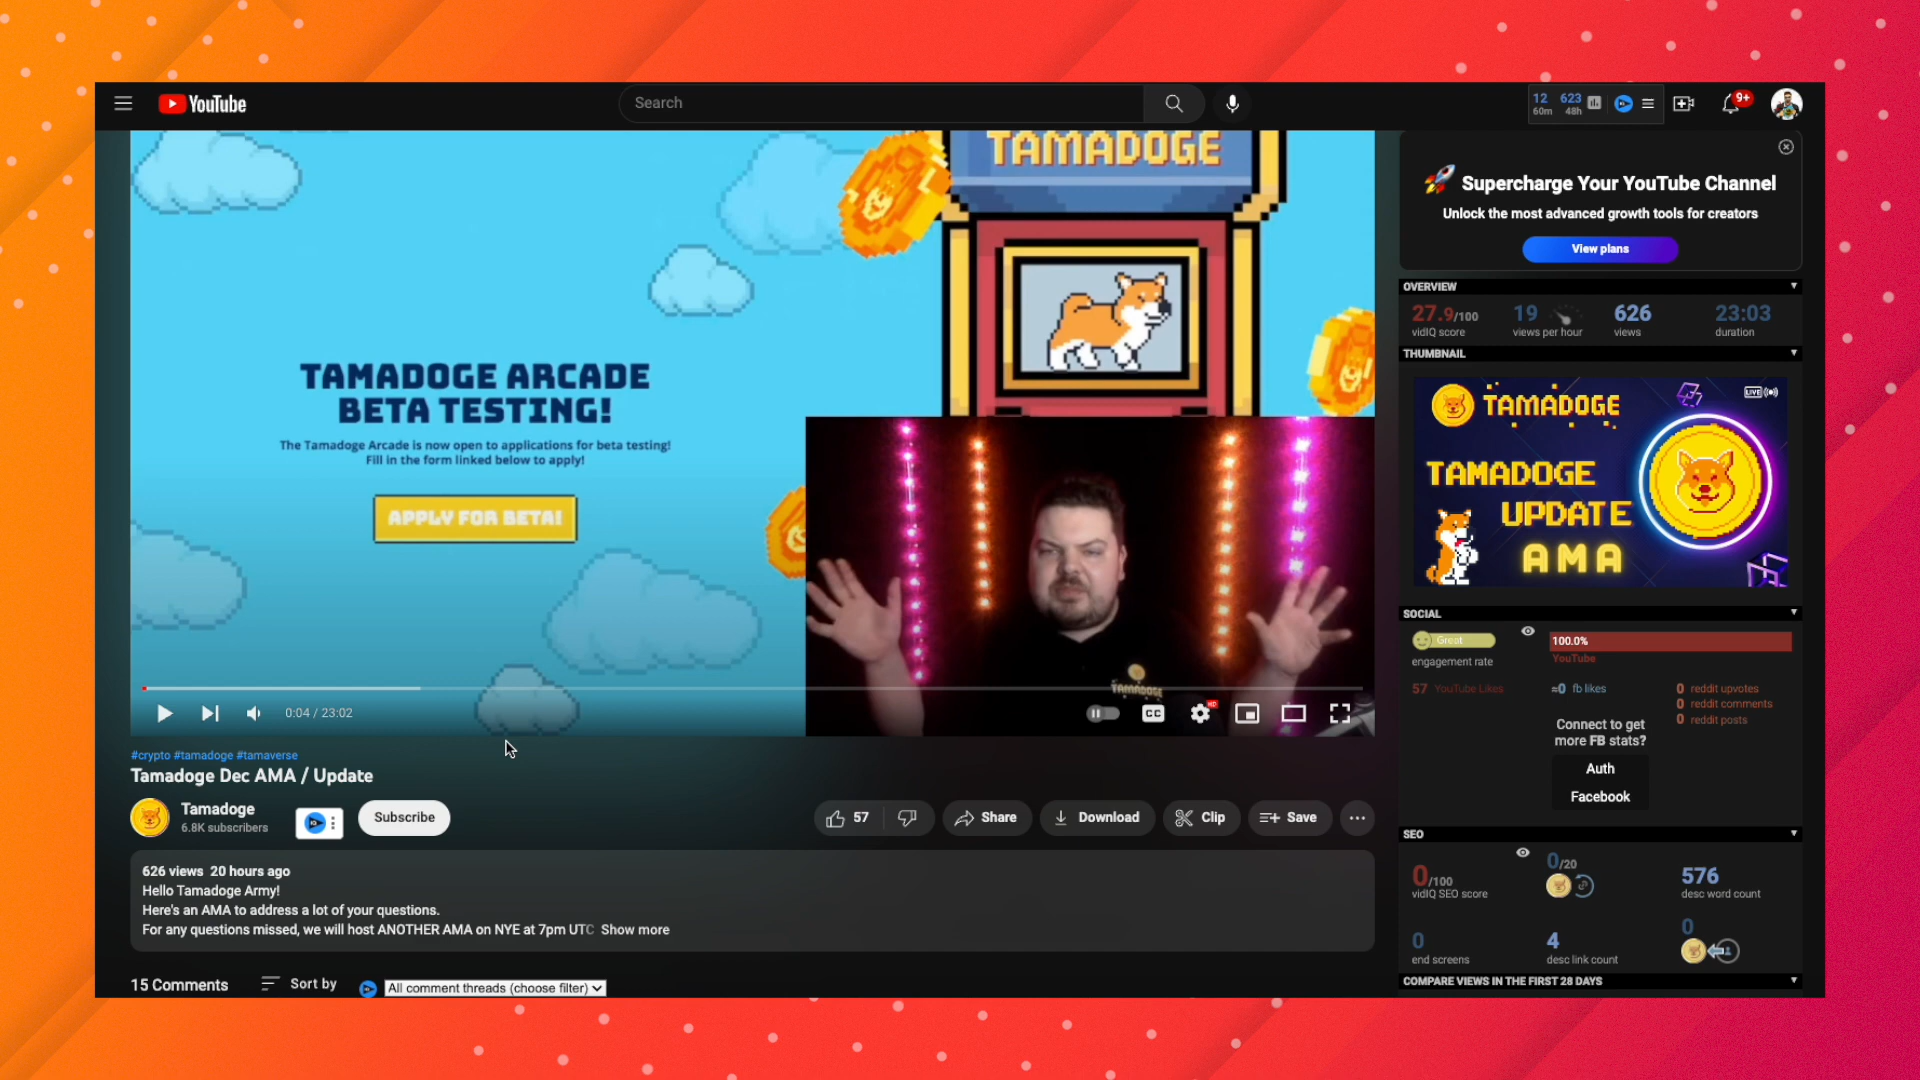 YouTube
Search
12
60m
623
48h
9+
TAMADOGE
TAMADOGE ARCADE
BETA TESTING!
The Tamadoge Arcade is now open to applications for beta testing!
Fill in the form linked below to apply!
APPLY FOR BETA!
TAMADOGE
0:04 / 23:02
CC
HD
#crypto #tamadoge #tamaverse
Tamadoge Dec AMA / Update
Tamadoge
6.8K subscribers
Subscribe
57
Share
Download
Clip
Save
626 views 20 hours ago
Hello Tamadoge Army!
Here's an AMA to address a lot of your questions.
For any questions missed, we will host ANOTHER AMA on NYE at 7pm UTC Show more
15 Comments
Sort by
All comment threads (choose filter)
Supercharge Your YouTube Channel
Unlock the most advanced growth tools for creators
View plans
OVERVIEW
27.9/100
vidIQ score
19
views per hour
626
views
23:03
duration
THUMBNAIL
TAMADOGE
LIVE
TAMADOGE
UPDATE
AMA
SOCIAL
Great
engagement rate
100.0%
YouTube
57 YouTube Likes
≈0 fb likes
0 reddit upvotes
0 reddit comments
0 reddit posts
Connect to get
more FB stats?
Auth
Facebook
SEO
0/100
vidIQ SEO score
0/20
576
desc word count
0
end screens
4
desc link count
0
COMPARE VIEWS IN THE FIRST 28 DAYS